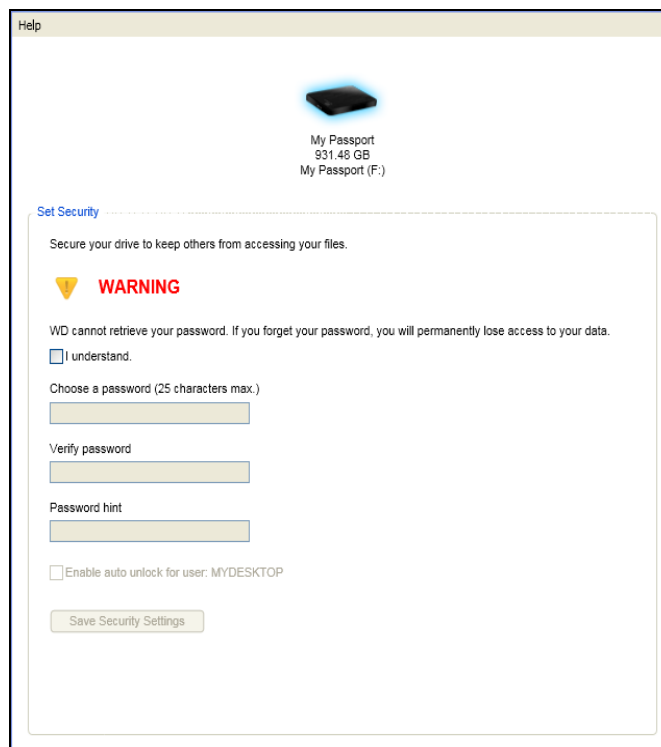 Help
My Passport
931.48 GB
My Passport (F:)
Set Security
Secure your drive to keep others from accessing your files.
WARNING
WD cannot retrieve your password. If you forget your password, you will permanently lose access to your data.
I understand.
Choose a password (25 characters max.)
Verify password
Password hint
Enable auto unlock for user: MYDESKTOP
Save Security Settings